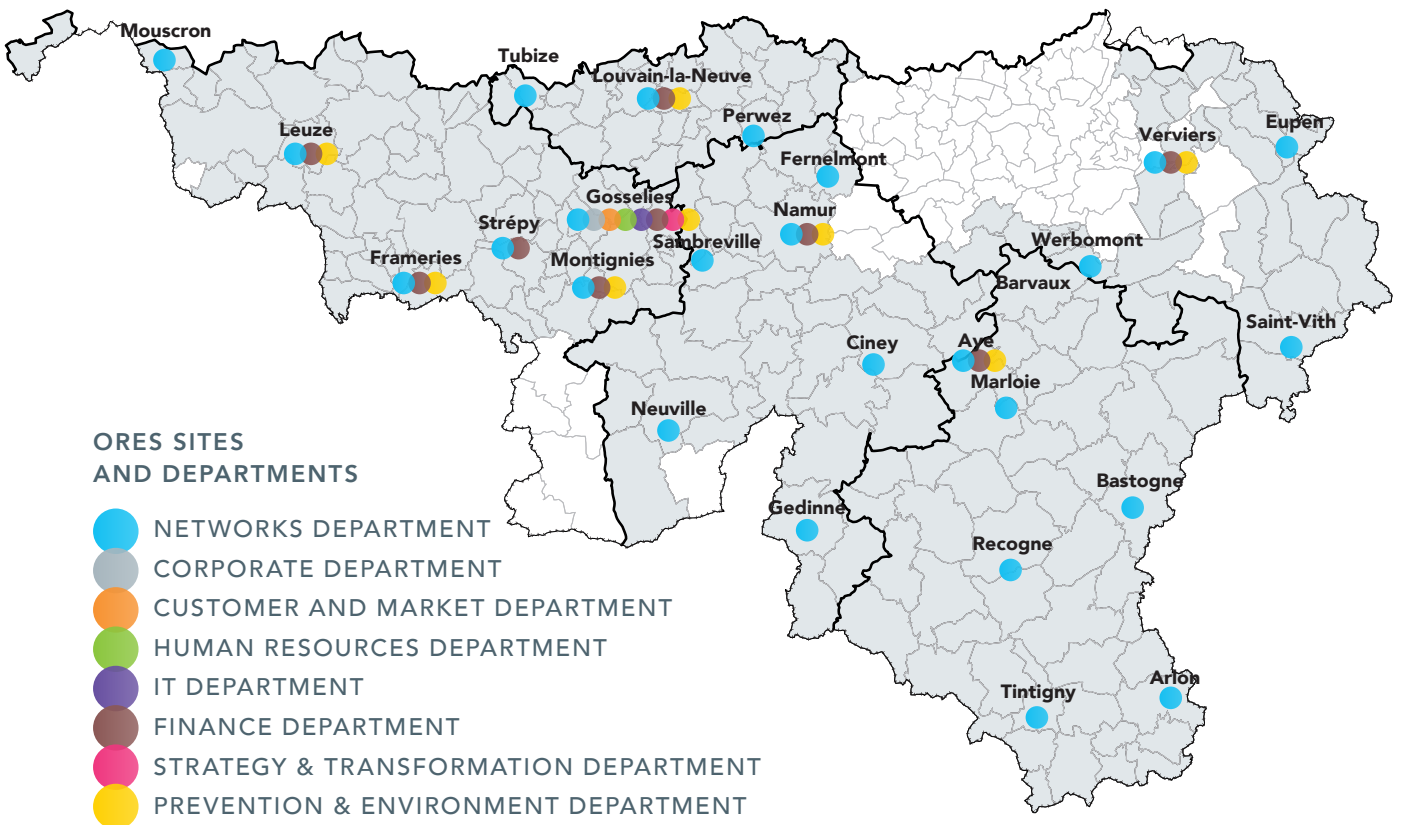 Mouscron
Tubize
Louvain-la-Neuve
Perwez
Leuze
Eupen
Verviers
Fernelmont
Gosselies
Namur
Strépy
Sambreville
Werbomont
Frameries
Montignies
Barvaux
Saint-Vith
Ciney
Aye
Marloie
Neuville
ORES SITES
AND DEPARTMENTS
Bastogne
Gedinne
NETWORKS DEPARTMENT
Recogne
CORPORATE DEPARTMENT
CUSTOMER AND MARKET DEPARTMENT
HUMAN RESOURCES DEPARTMENT
IT DEPARTMENT
Arlon
Tintigny
FINANCE DEPARTMENT
STRATEGY & TRANSFORMATION DEPARTMENT
PREVENTION & ENVIRONMENT DEPARTMENT